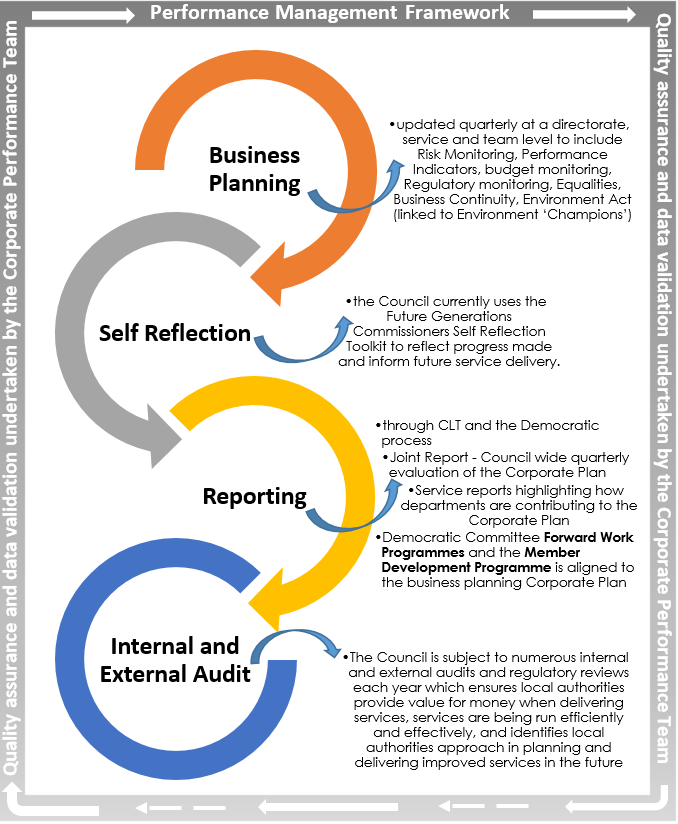 Performance Management Framework
Quality assurance and data validation undertaken by the Corporate Performance Team
Quality assurance and data validation undertaken by the Corporate Performance Team
Business
Planning
•updated quarterly at a directorate,
service and team level to include
Risk Monitoring, Performance
Indicators, budget monitoring,
Regulatory monitoring, Equalities,
Business Continuity, Environment Act
(linked to Environment ‘Champions’)
Self Reflection
•the Council currently uses the
Future Generations
Commissioners Self Reflection
Toolkit to reflect progress made
and inform future service delivery.
Reporting
•through CLT and the Democratic
process
•Joint Report - Council wide quarterly
evaluation of the Corporate Plan
•Service reports highlighting how
departments are contributing to the
Corporate Plan
•Democratic Committee Forward Work
Programmes and the Member
Development Programme is aligned to
the business planning Corporate Plan
Internal and
External Audit
•The Council is subject to numerous internal
and external audits and regulatory reviews
each year which ensures local authorities
provide value for money when delivering
services, services are being run efficiently
and effectively, and identifies local
authorities approach in planning and
delivering improved services in the future